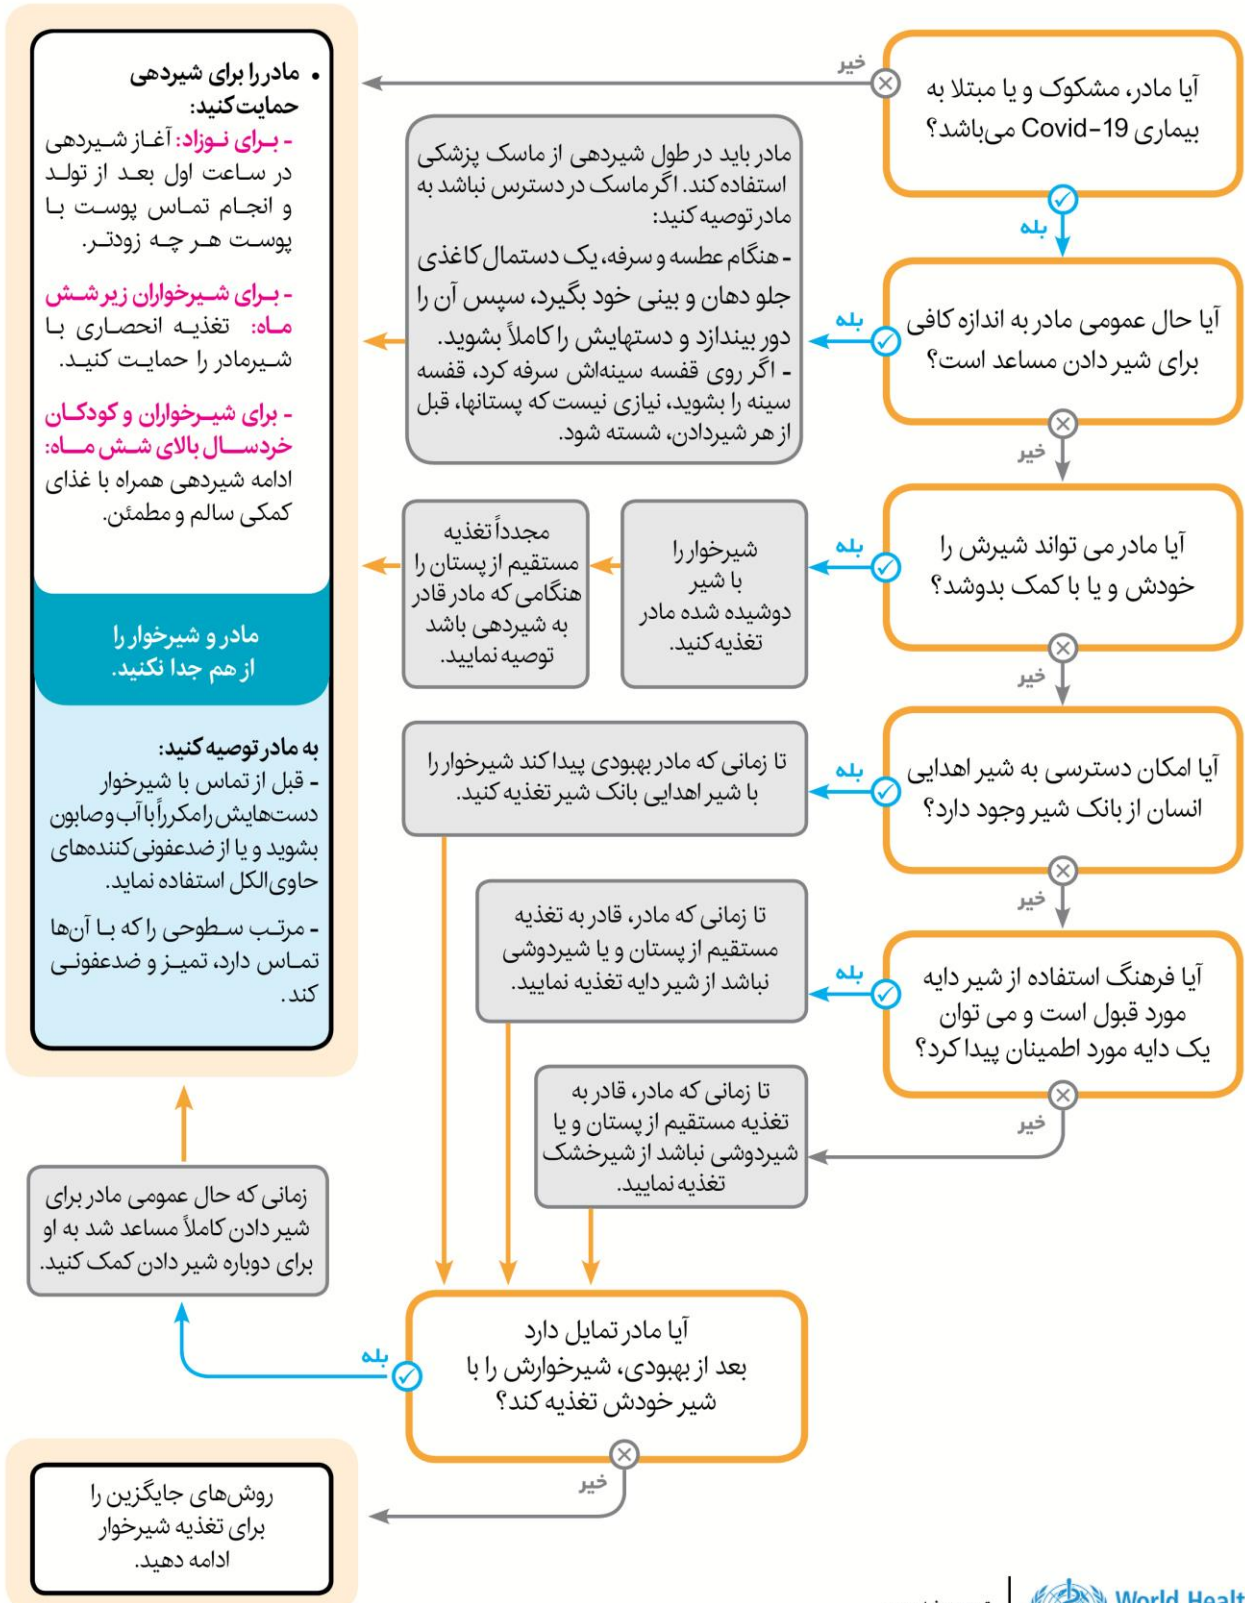 آیا مادر، مشکوک و یا مبتلا به
بیماری Covid-19 می‌باشد؟
خیر
بله
آیا حال عمومی مادر به اندازه کافی
برای شیر دادن مساعد است؟
بله
خیر
مادر باید در طول شیردهی از ماسک پزشکی
استفاده کند. اگر ماسک در دسترس نباشد به
مادر توصیه کنید:
- هنگام عطسه و سرفه، یک دستمال کاغذی
جلو دهان و بینی خود بگیرد، سپس آن را
دور بیندازد و دستهایش را کاملاً بشوید.
- اگر روی قفسه سینه‌اش سرفه کرد، قفسه
سینه را بشوید، نیازی نیست که پستانها، قبل
از هر شیردادن، شسته شود.
آیا مادر می تواند شیرش را
خودش و یا با کمک بدوشد؟
بله
خیر
شیرخوار را
با شیر
دوشیده شده مادر
تغذیه کنید.
مجدداً تغذیه
مستقیم از پستان را
هنگامی که مادر قادر
به شیردهی باشد
توصیه نمایید.
آیا امکان دسترسی به شیر اهدایی
انسان از بانک شیر وجود دارد؟
بله
خیر
تا زمانی که مادر بهبودی پیدا کند شیرخوار را
با شیر اهدایی بانک شیر تغذیه کنید.
آیا فرهنگ استفاده از شیر دایه
مورد قبول است و می توان
یک دایه مورد اطمینان پیدا کرد؟
بله
خیر
تا زمانی که مادر، قادر به تغذیه
مستقیم از پستان و یا شیردوشی
نباشد از شیر دایه تغذیه نمایید.
تا زمانی که مادر، قادر به
تغذیه مستقیم از پستان و یا
شیردوشی نباشد از شیرخشک
تغذیه نمایید.
آیا مادر تمایل دارد
بعد از بهبودی، شیرخوارش را با
شیر خودش تغذیه کند؟
بله
خیر
زمانی که حال عمومی مادر برای
شیر دادن کاملاً مساعد شد به او
برای دوباره شیر دادن کمک کنید.
روش‌های جایگزین را
برای تغذیه شیرخوار
ادامه دهید.
• مادر را برای شیردهی
حمایت کنید:
- برای نوزاد: آغاز شیردهی
در ساعت اول بعد از تولد
و انجام تماس پوست با
پوست هر چه زودتر.
- برای شیرخواران زیر شش
ماه: تغذیه انحصاری با
شیرمادر را حمایت کنید.
- برای شیرخواران و کودکان
خردسال بالای شش ماه:
ادامه شیردهی همراه با غذای
کمکی سالم و مطمئن.
مادر و شیرخوار را
از هم جدا نکنید.
به مادر توصیه کنید:
- قبل از تماس با شیرخوار
دست‌هایش را مکرراً با آب و صابون
بشوید و یا از ضدعفونی‌کننده‌های
حاوی الکل استفاده نماید.
- مرتب سطوحی را که با آن‌ها
تماس دارد، تمیز و ضدعفونی
کند.
World Healt